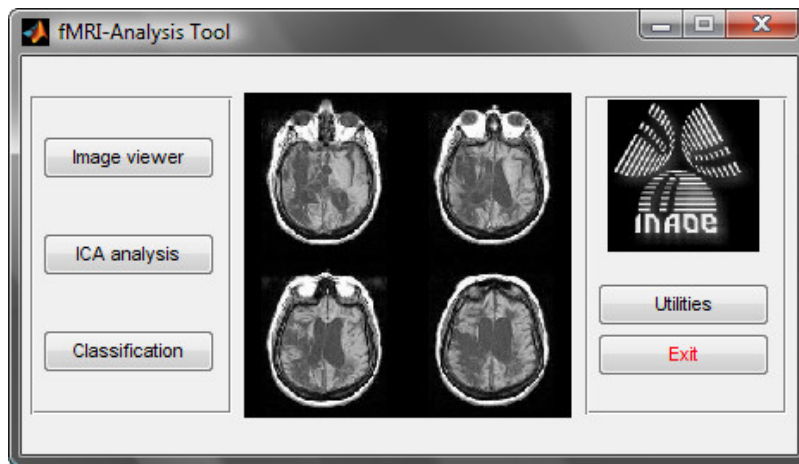 fMRI-Analysis Tool
Image viewer
ICA analysis
Classification
INAOE
Utilities
Exit